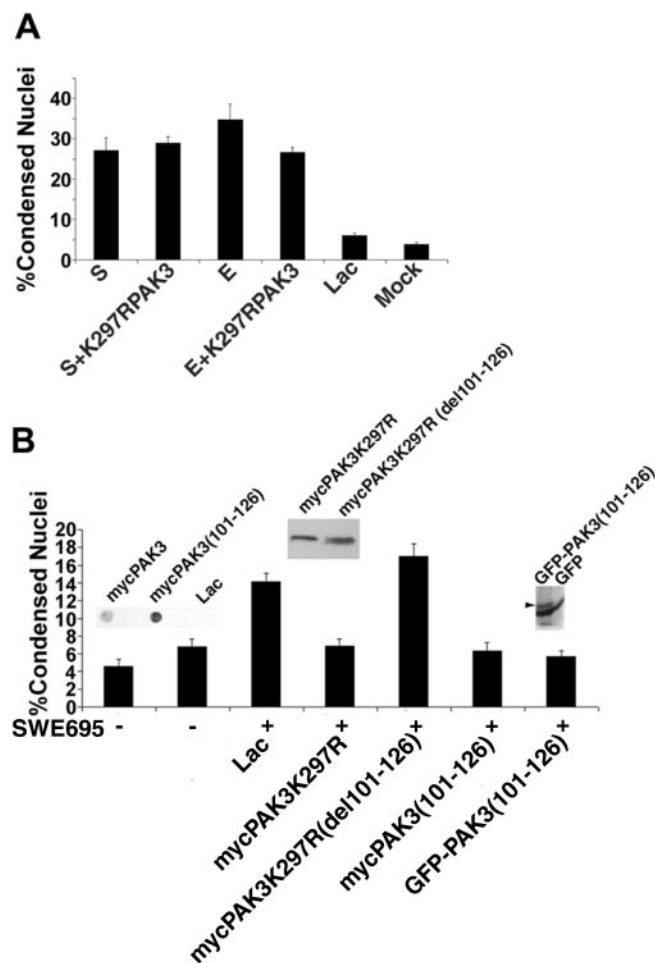 A
%Condensed Nuclei
40
30
20
10
0
S
S+K297RPAK3
E
E+K297RPAK3
Lac
Mock
B
%Condensed Nuclei
20
18
16
14
12
10
8
6
4
2
0
mycPAK3
mycPAK3(101-126)
Lac
mycPAK3K297R
mycPAK3K297R (del101-126)
GFP-PAK3(101-126)
GFP
SWE695 - - + + + + +
Lac
mycPAK3K297R
mycPAK3K297R(del101-126)
mycPAK3(101-126)
GFP-PAK3(101-126)